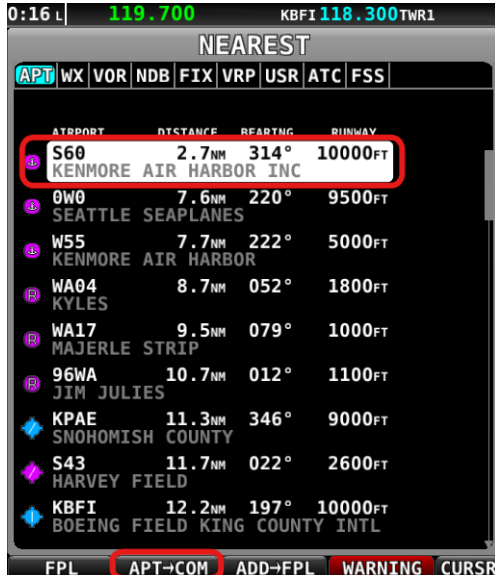 0:16 L 119.700 KBFI 118.300 TWR1
NEAREST
APT WX VOR NDB FIX VRP USR ATC FSS
AIRPORT DISTANCE BEARING RUNWAY
S60 2.7NM 314° 10000FT
KENMORE AIR HARBOR INC
0W0 7.6NM 220° 9500FT
SEATTLE SEAPLANES
W55 7.7NM 222° 5000FT
KENMORE AIR HARBOR
R WA04 8.7NM 052° 1800FT
KYLES
R WA17 9.5NM 079° 1000FT
MAJERLE STRIP
R 96WA 10.7NM 012° 1100FT
JIM JULIES
KPAE 11.3NM 346° 9000FT
SNOHOMISH COUNTY
S43 11.7NM 022° 2600FT
HARVEY FIELD
KBFI 12.2NM 197° 10000FT
BOEING FIELD KING COUNTY INTL
FPL APT→COM ADD→FPL WARNING CURSR